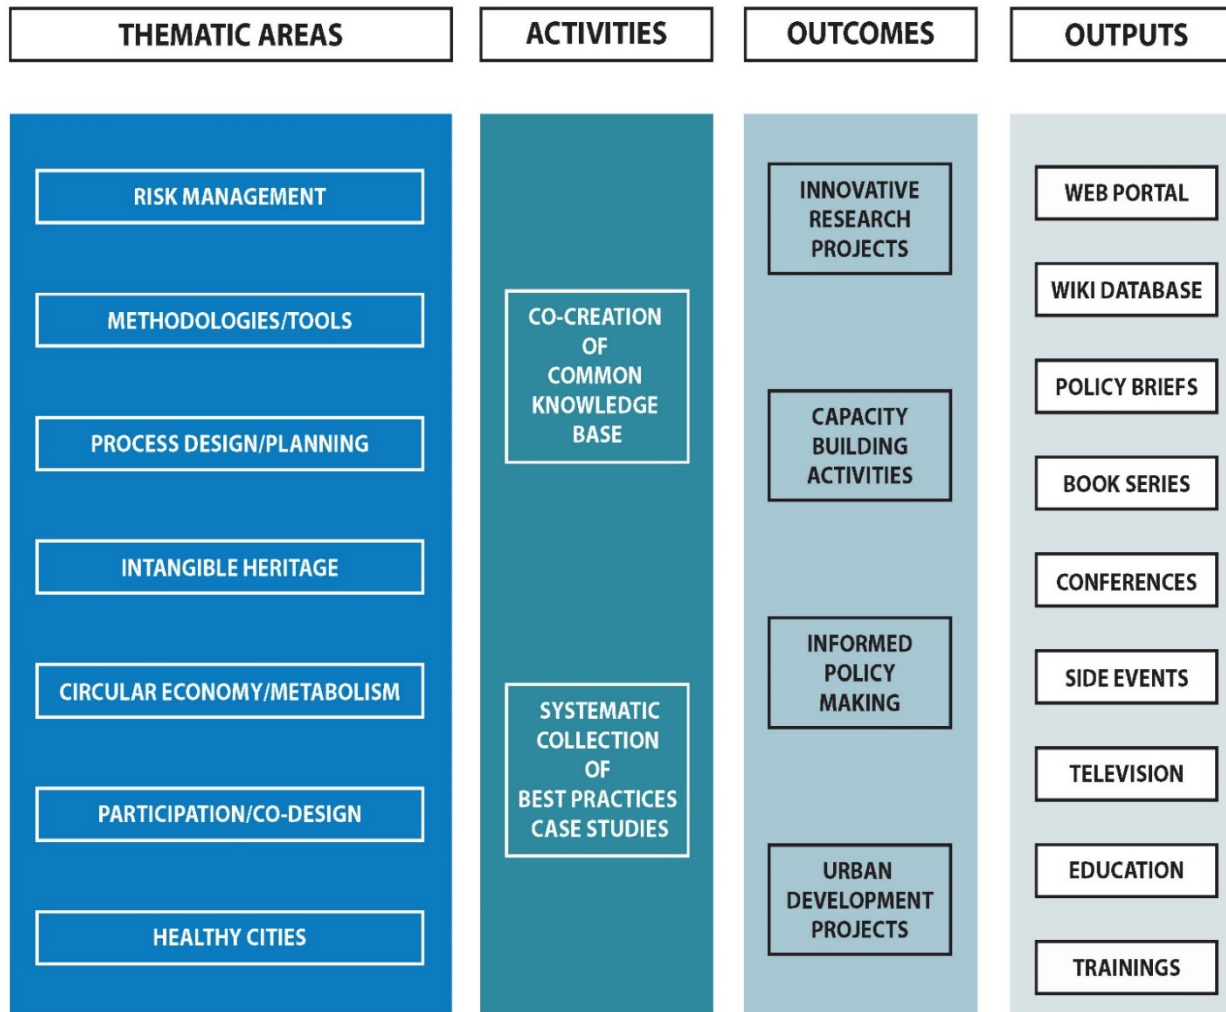 THEMATIC AREAS
ACTIVITIES
OUTCOMES
OUTPUTS
RISK MANAGEMENT
METHODOLOGIES/TOOLS
PROCESS DESIGN/PLANNING
INTANGIBLE HERITAGE
CIRCULAR ECONOMY/METABOLISM
PARTICIPATION/CO-DESIGN
HEALTHY CITIES
CO-CREATION
OF
COMMON
KNOWLEDGE
BASE
SYSTEMATIC
COLLECTION
OF
BEST PRACTICES
CASE STUDIES
INNOVATIVE
RESEARCH
PROJECTS
CAPACITY
BUILDING
ACTIVITIES
INFORMED
POLICY
MAKING
URBAN
DEVELOPMENT
PROJECTS
WEB PORTAL
WIKI DATABASE
POLICY BRIEFS
BOOK SERIES
CONFERENCES
SIDE EVENTS
TELEVISION
EDUCATION
TRAININGS